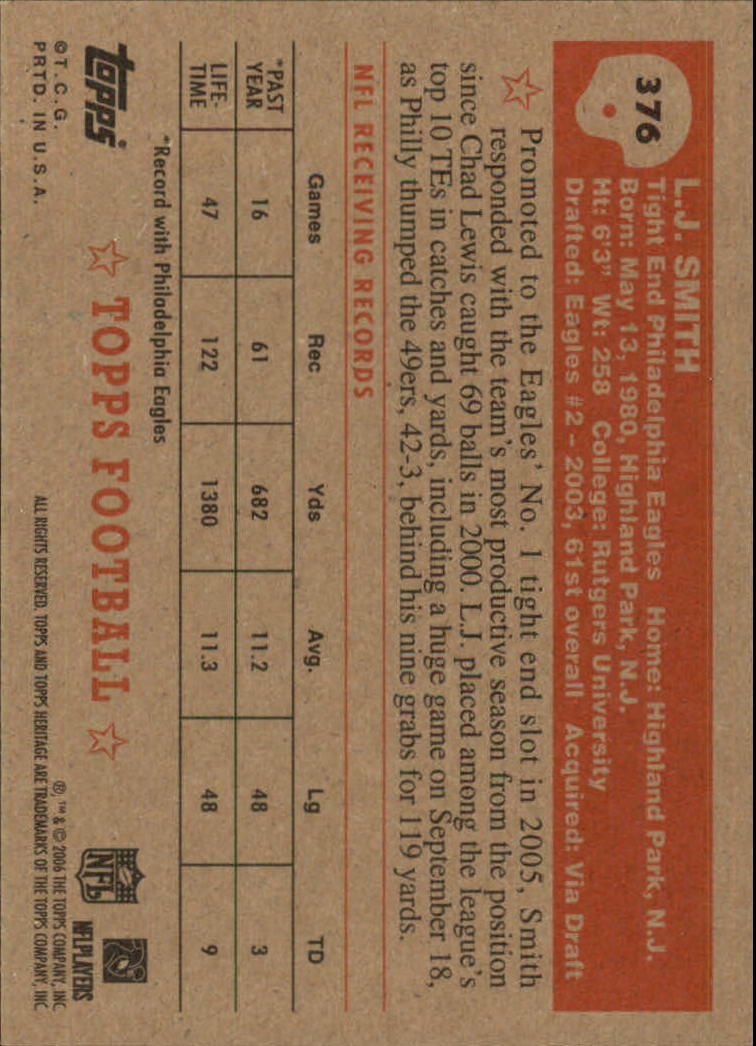 376
L.J. SMITH
Tight End Philadelphia Eagles Home: Highland Park, N.J.
Born: May 13, 1980, Highland Park, N.J.
Ht: 6'3" Wt: 258 College: Rutgers University
Drafted: Eagles #2 - 2003, 61st overall Acquired: Via Draft
Promoted to the Eagles' No. 1 tight end slot in 2005, Smith
responded with the team's most productive season from the position
since Chad Lewis caught 69 balls in 2000. L.J. placed among the league's
top 10 TEs in catches and yards, including a huge game on September 18,
as Philly thumped the 49ers, 42-3, behind his nine grabs for 119 yards.
NFL RECEIVING RECORDS
Games Rec Yds Avg. Lg TD
*PAST YEAR 16 61 682 11.2 48 3
LIFE-TIME 47 122 1380 11.3 48 9
*Record with Philadelphia Eagles
topps
©T.C.G.
PRTD. IN U.S.A.
☆ TOPPS FOOTBALL ☆
NFL
NFLPLAYERS
®, ™ & © 2006 THE TOPPS COMPANY, INC.
ALL RIGHTS RESERVED. TOPPS AND TOPPS HERITAGE ARE TRADEMARKS OF THE TOPPS COMPANY, INC.